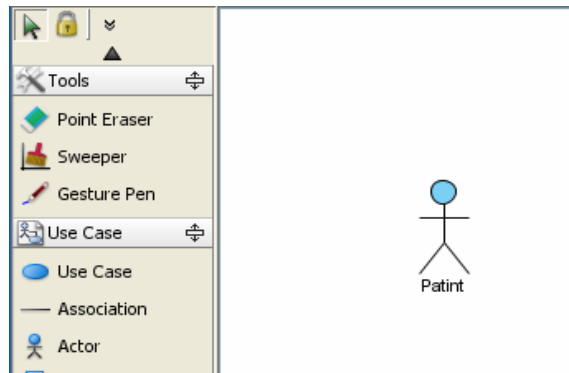 Tools
Point Eraser
Sweeper
Gesture Pen
Use Case
Use Case
Association
Actor
Patint